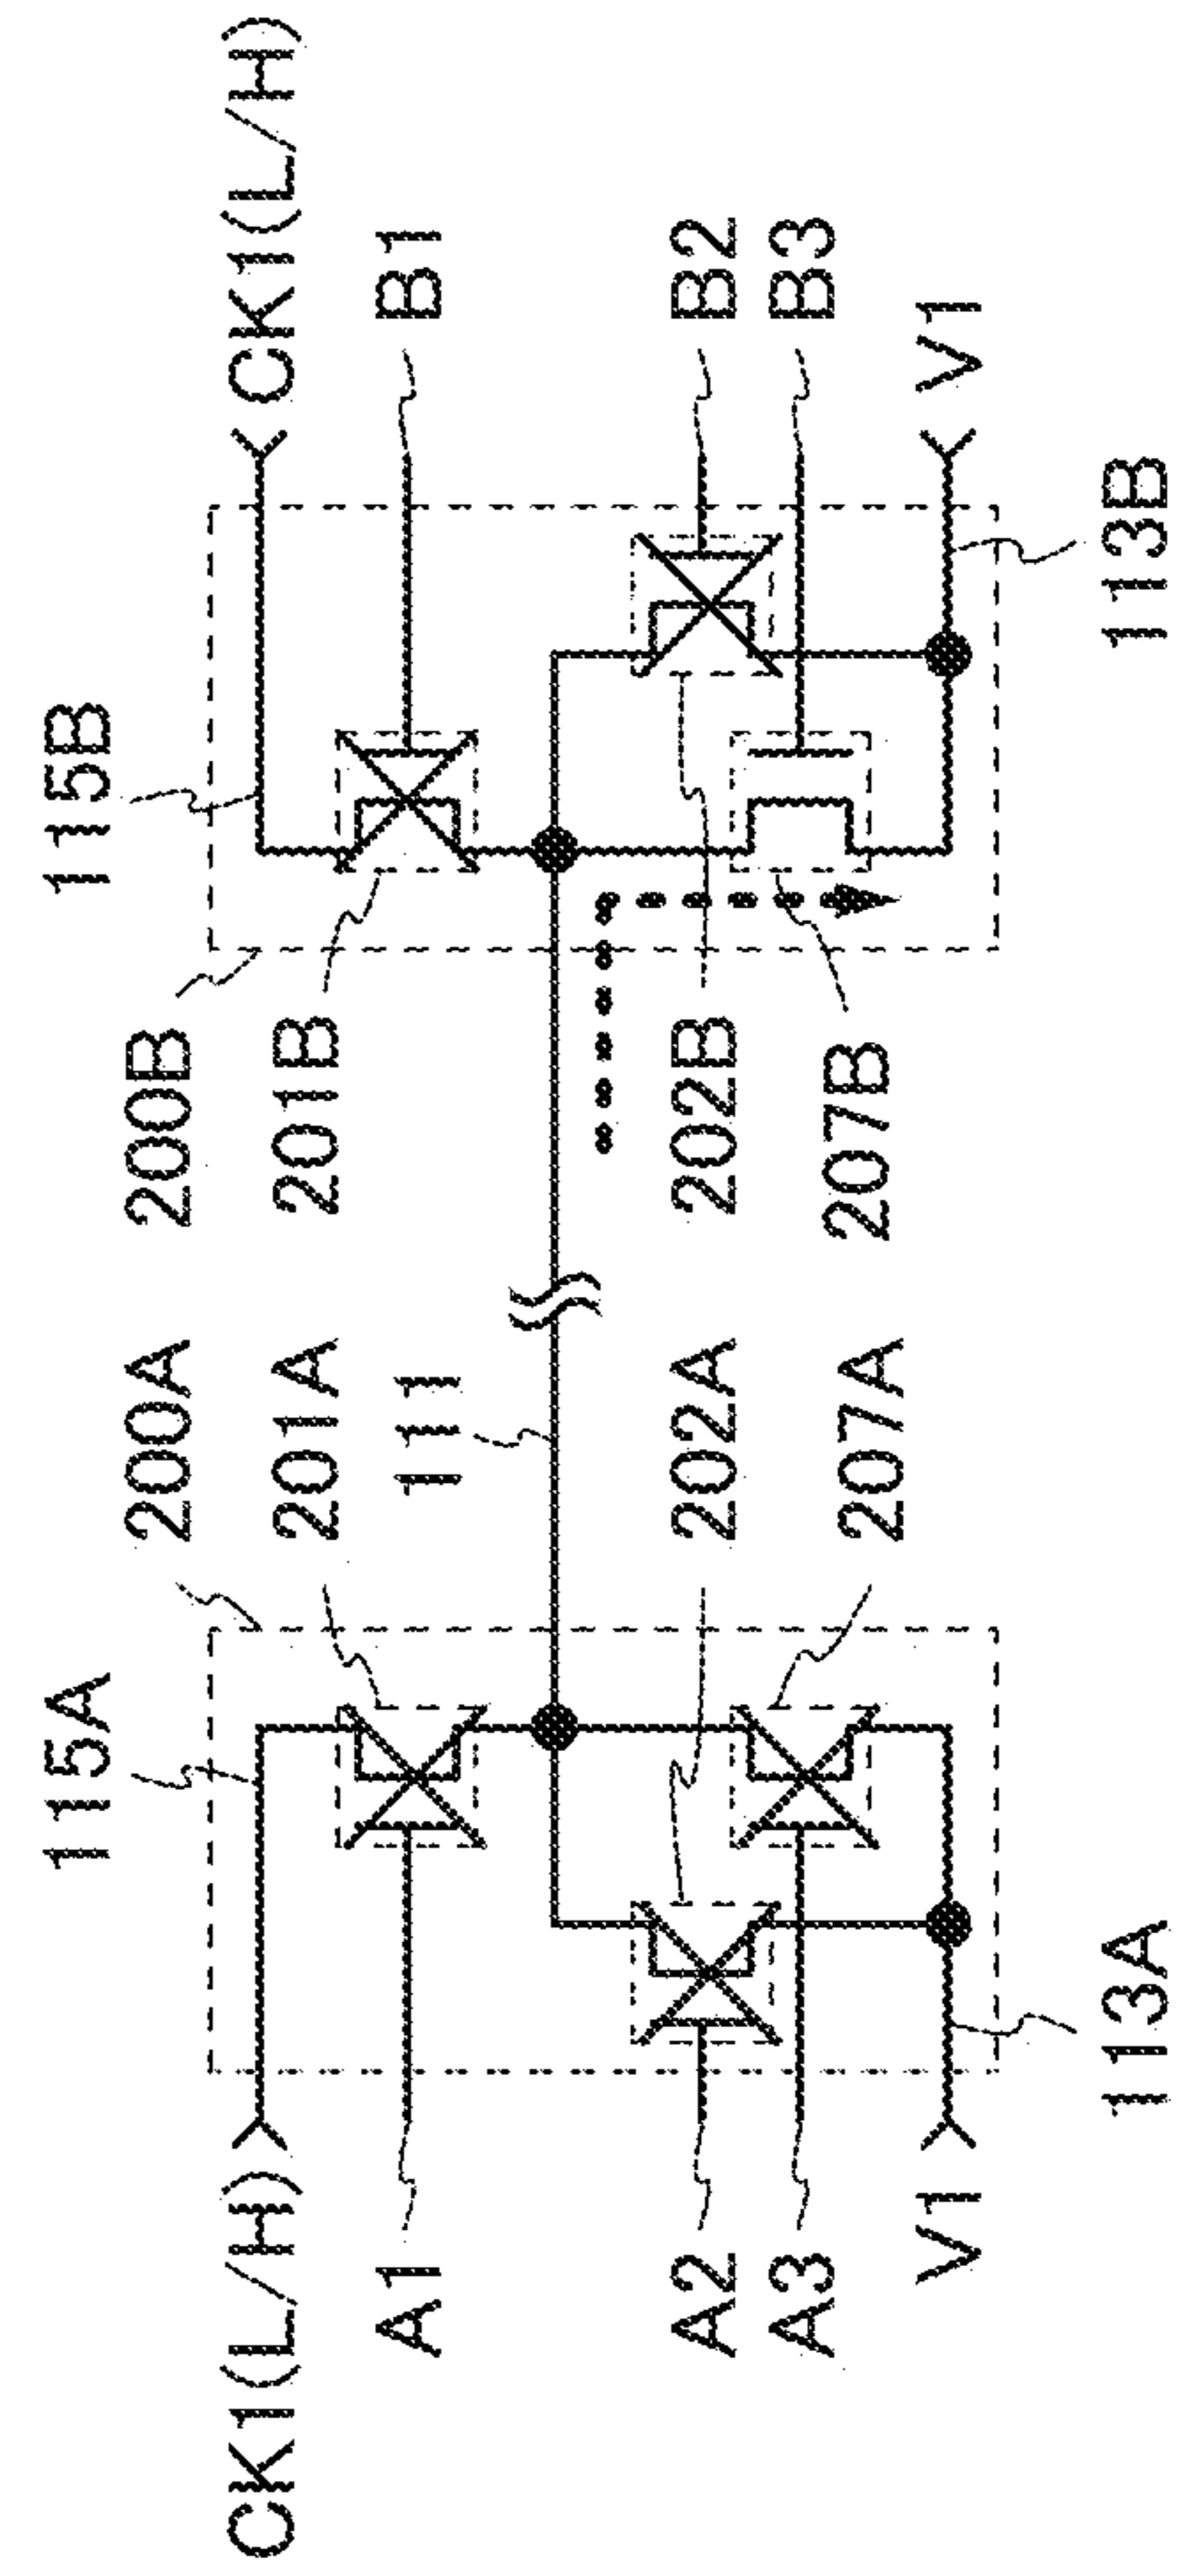 CK1(L/H)
115A
115B
CK1(L/H)
200A
200B
A1
201A
201B
B1
111
A2
202A
202B
B2
A3
207A
207B
B3
V1
V1
113A
113B